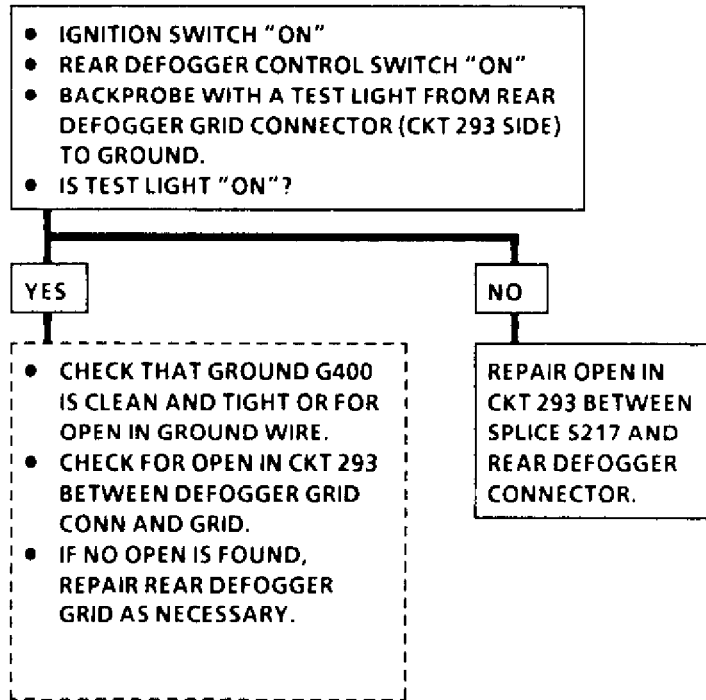 ● IGNITION SWITCH "ON"
● REAR DEFOGGER CONTROL SWITCH "ON"
● BACKPROBE WITH A TEST LIGHT FROM REAR
DEFOGGER GRID CONNECTOR (CKT 293 SIDE)
TO GROUND.
● IS TEST LIGHT "ON"?
YES
NO
● CHECK THAT GROUND G400
IS CLEAN AND TIGHT OR FOR
OPEN IN GROUND WIRE.
● CHECK FOR OPEN IN CKT 293
BETWEEN DEFOGGER GRID
CONN AND GRID.
● IF NO OPEN IS FOUND,
REPAIR REAR DEFOGGER
GRID AS NECESSARY.
REPAIR OPEN IN
CKT 293 BETWEEN
SPLICE S217 AND
REAR DEFOGGER
CONNECTOR.